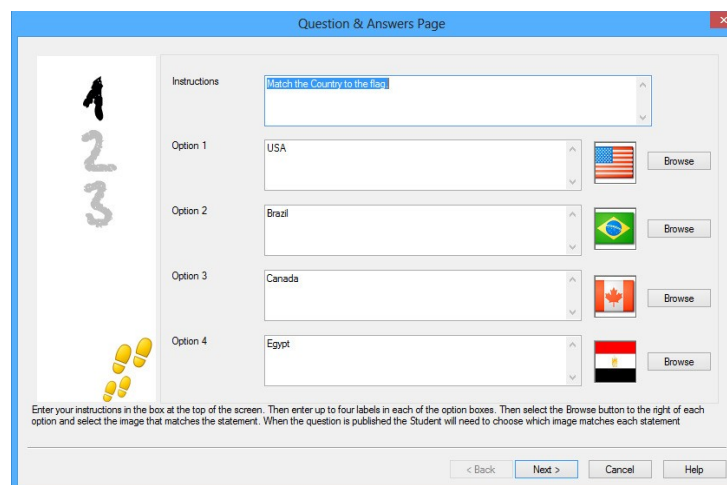 Question & Answers Page
x
1
2
3
Instructions
Match the Country to the flag.
Option 1
USA
Browse
Option 2
Brazil
Browse
Option 3
Canada
Browse
Option 4
Egypt
Browse
Enter your instructions in the box at the top of the screen. Then enter up to four labels in each of the option boxes. Then select the Browse button to the right of each
option and select the image that matches the statement. When the question is published the Student will need to choose which image matches each statement
< Back
Next >
Cancel
Help